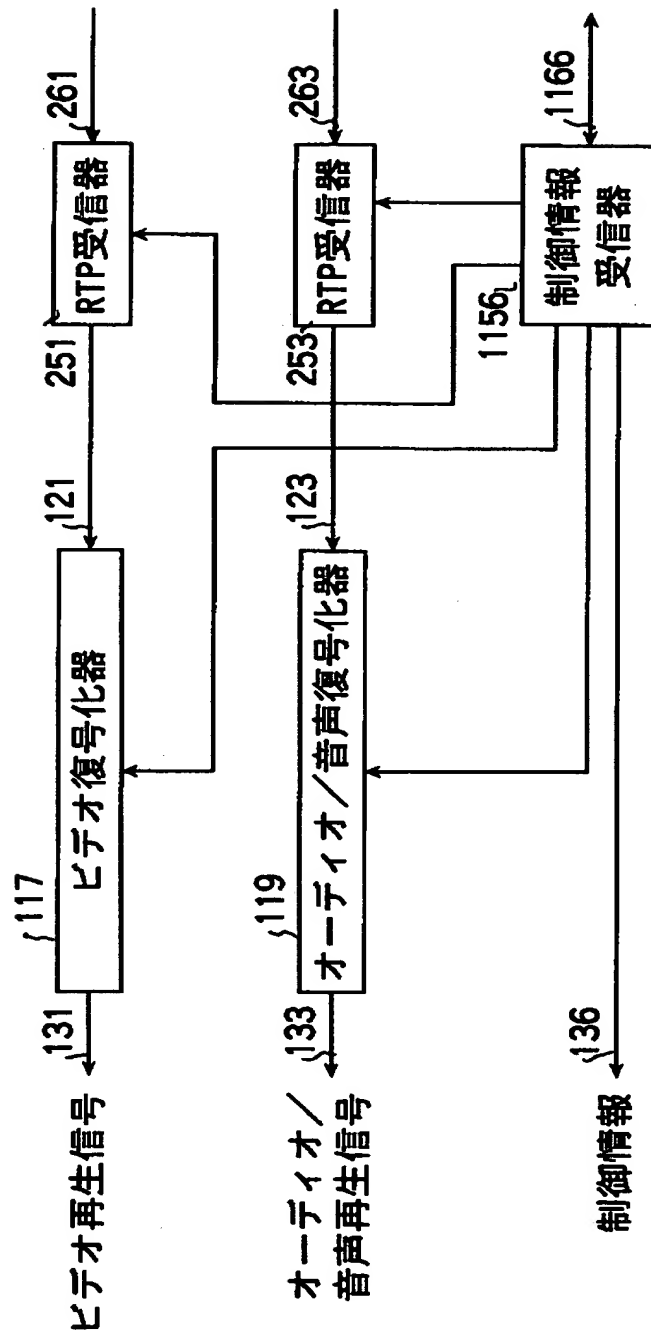 ビデオ再生信号
131
117
ビデオ復号化器
121
251
RTP受信器
261
オーディオ/
音声再生信号
133
119
オーディオ/音声復号化器
123
253
RTP受信器
263
制御情報
136
1156
制御情報
受信器
1166